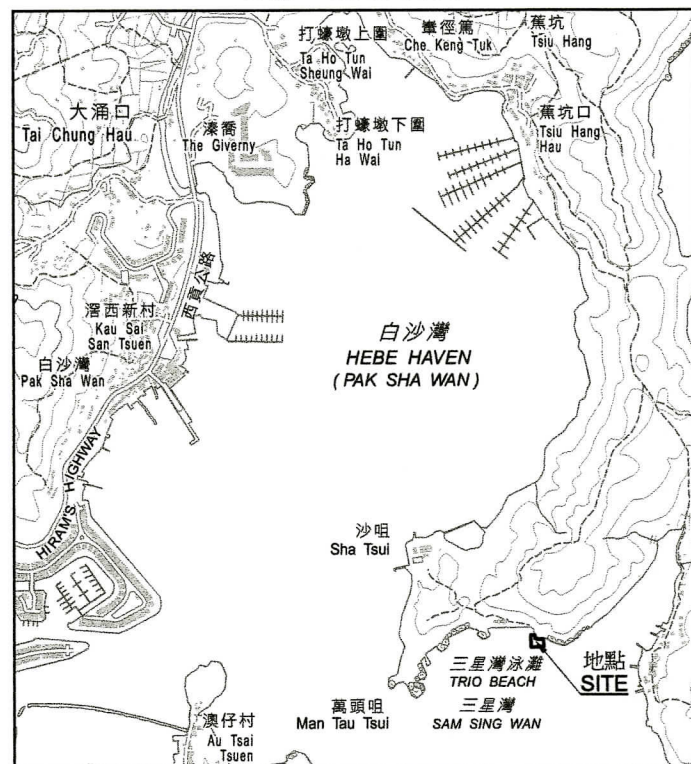 打蠔墩上圍
Ta Ho Tun
Sheung Wai
輋徑篤
Che Keng Tuk
蕉坑
Tsiu Hang
大涌口
Tai Chung Hau
溱喬
The Giverny
打蠔墩下圍
Ta Ho Tun
Ha Wai
蕉坑口
Tsiu Hang
Hau
西貢公路
滘西新村
Kau Sai
San Tsuen
白沙灣
Pak Sha Wan
白沙灣
HEBE HAVEN
(PAK SHA WAN)
HIRAM'S HIGHWAY
沙咀
Sha Tsui
三星灣泳灘
TRIO BEACH
地點
SITE
萬頭咀
Man Tau Tsui
三星灣
SAM SING WAN
澳仔村
Au Tsai
Tsuen